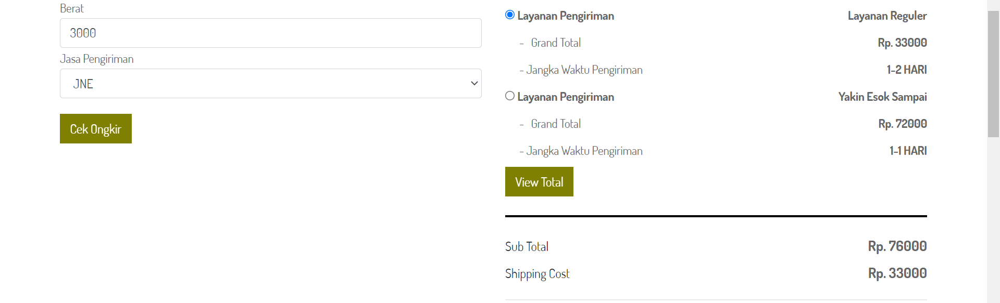 Berat
3000
Jasa Pengiriman
JNE
Cek Ongkir
Layanan Pengiriman Layanan Reguler
- Grand Total Rp. 33000
- Jangka Waktu Pengiriman 1-2 HARI
Layanan Pengiriman Yakin Esok Sampai
- Grand Total Rp. 72000
- Jangka Waktu Pengiriman 1-1 HARI
View Total
Sub Total Rp. 76000
Shipping Cost Rp. 33000